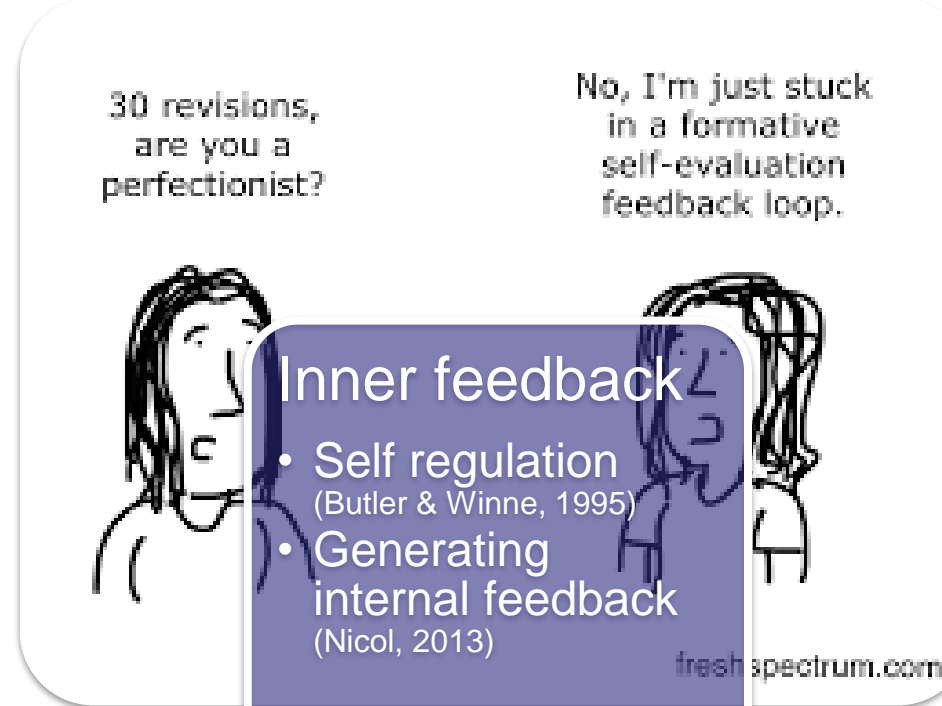 30 revisions,
are you a
perfectionist?
No, I'm just stuck
in a formative
self-evaluation
feedback loop.
Inner feedback
• Self regulation
(Butler & Winne, 1995)
• Generating
internal feedback
(Nicol, 2013)
freshspectrum.com